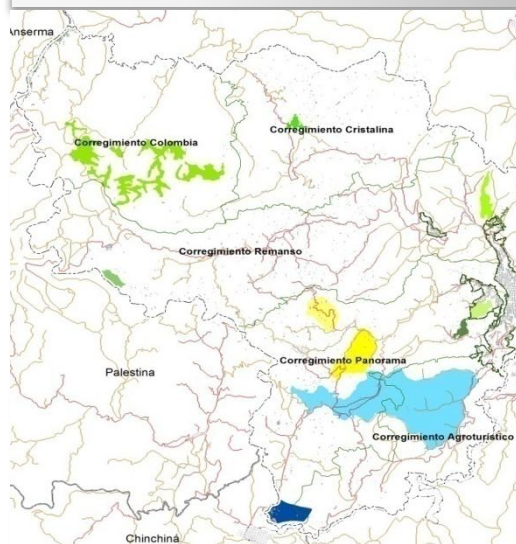 Anserma
Corregimiento Colombia
Corregimiento Cristalina
Corregimiento Remanso
Corregimiento Panorama
Palestina
Corregimiento Agroturístico
Chinchiná